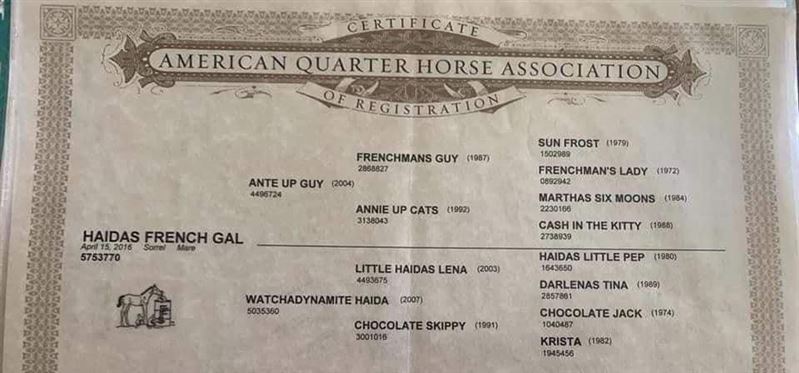 CERTIFICATE
AMERICAN QUARTER HORSE ASSOCIATION
OF REGISTRATION
SUN FROST (1979)
1502989
FRENCHMANS GUY (1987)
2868827
FRENCHMAN'S LADY (1972)
0892942
ANTE UP GUY (2004)
4496724
MARTHAS SIX MOONS (1984)
2230166
ANNIE UP CATS (1992)
3138043
CASH IN THE KITTY (1988)
2738939
HAIDAS FRENCH GAL
April 15, 2016 Sorrel Mare
5753770
HAIDAS LITTLE PEP (1980)
1643650
LITTLE HAIDAS LENA (2003)
4493675
DARLENAS TINA (1989)
2857861
WATCHADYNAMITE HAIDA (2007)
5035360
CHOCOLATE JACK (1974)
1040487
CHOCOLATE SKIPPY (1991)
3001016
KRISTA (1982)
1945456